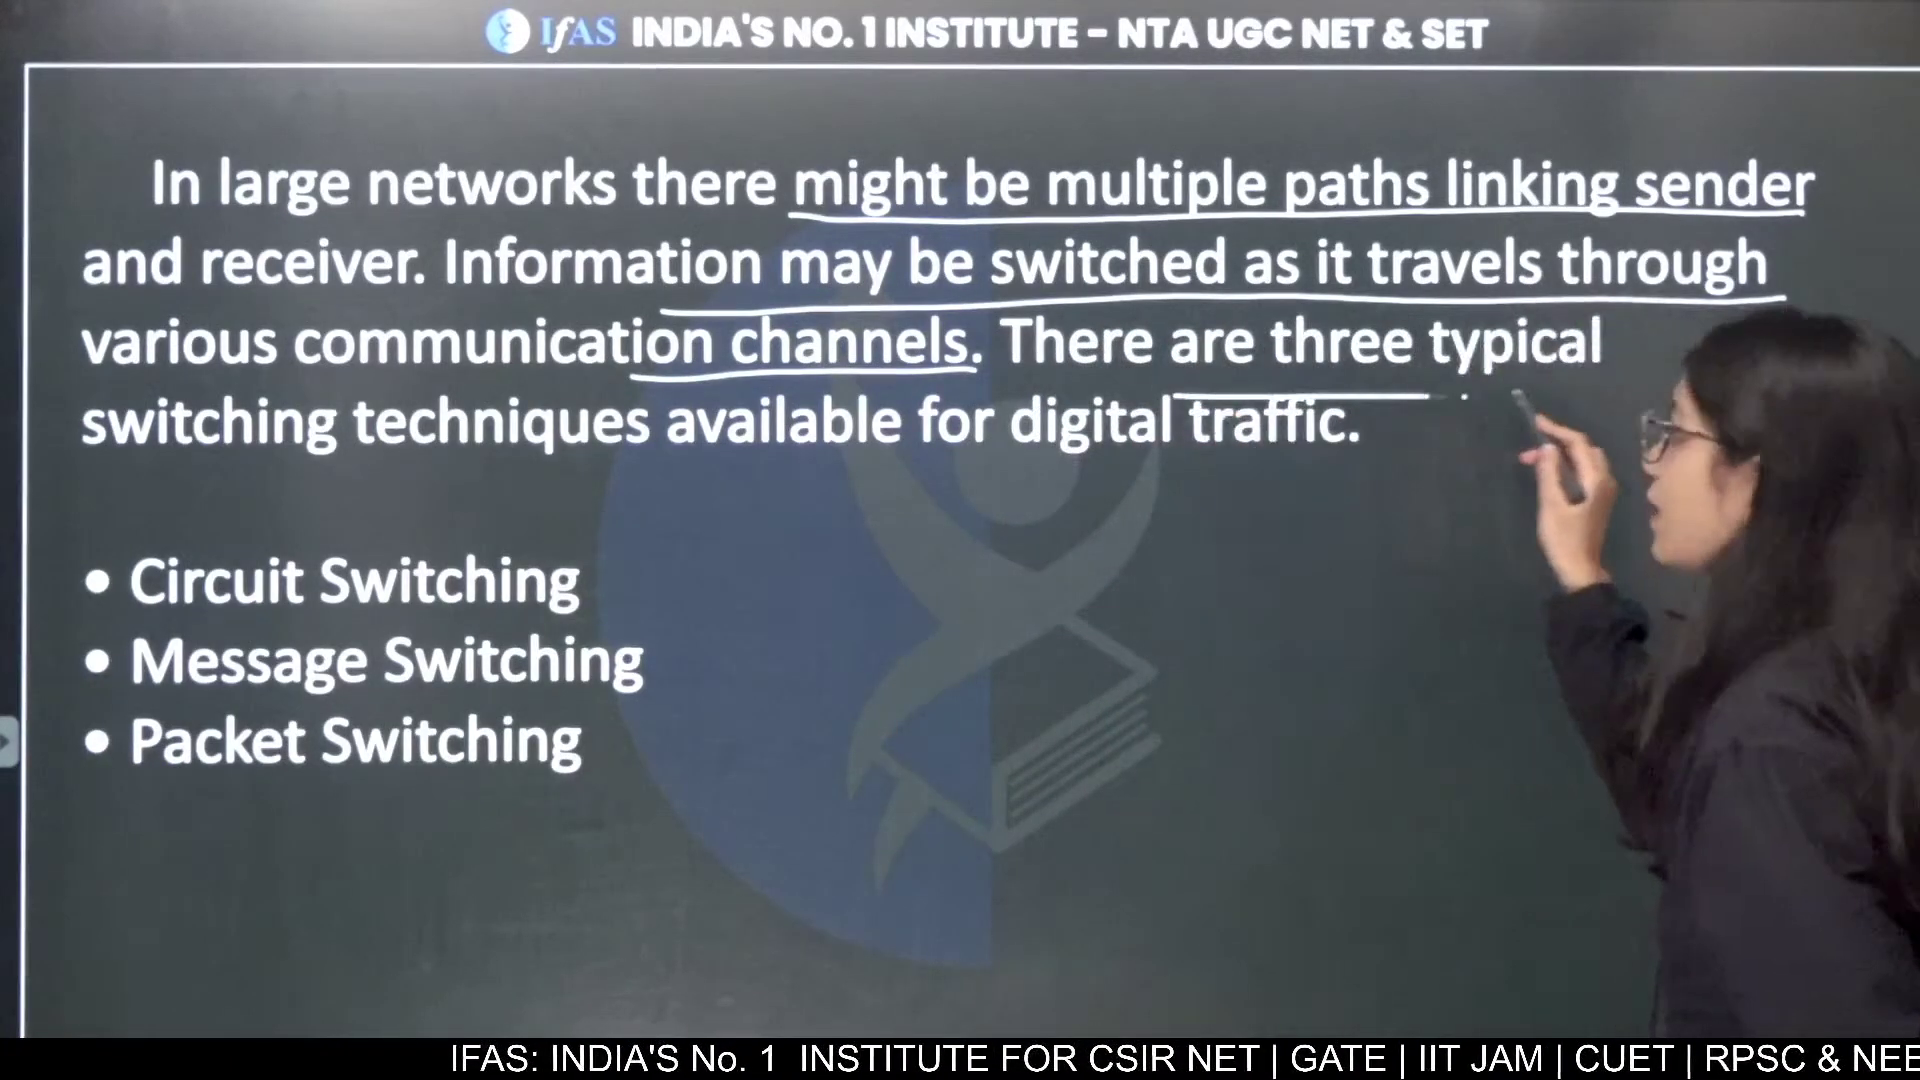 IfAS INDIA'S NO. 1 INSTITUTE - NTA UGC NET & SET
In large networks there might be multiple paths linking sender
and receiver. Information may be switched as it travels through
various communication channels. There are three typical
switching techniques available for digital traffic.
• Circuit Switching
• Message Switching
• Packet Switching
IFAS: INDIA'S No. 1 INSTITUTE FOR CSIR NET | GATE | IIT JAM | CUET | RPSC & NEE